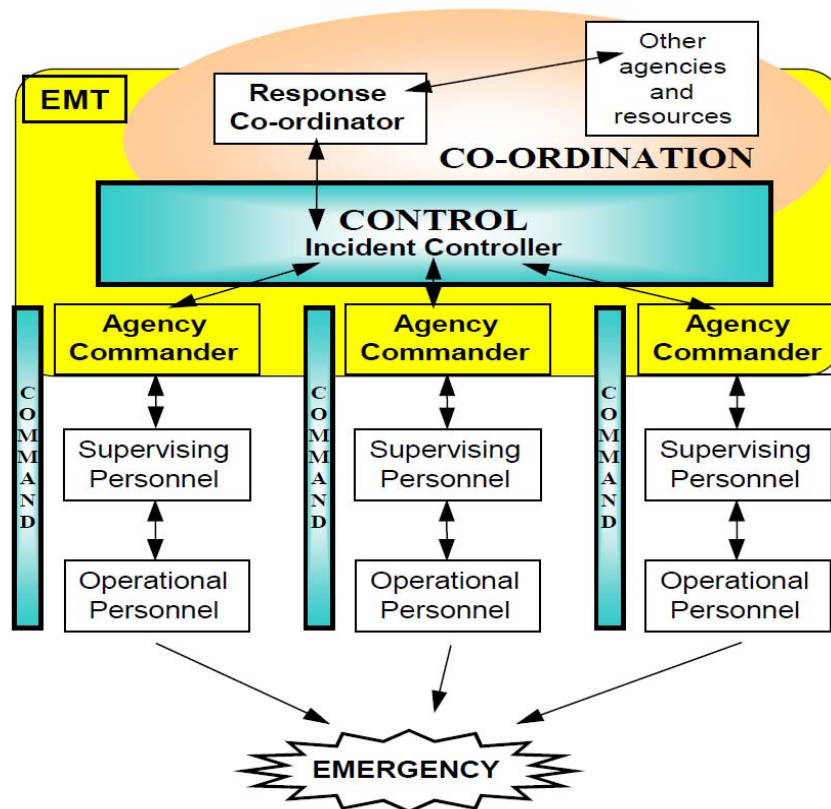 Other
agencies
and
resources
EMT
Response
Co-ordinator
CO-ORDINATION
CONTROL
Incident Controller
Agency
Commander
Agency
Commander
Agency
Commander
COMMAND
COMMAND
COMMAND
Supervising
Personnel
Supervising
Personnel
Supervising
Personnel
Operational
Personnel
Operational
Personnel
Operational
Personnel
EMERGENCY